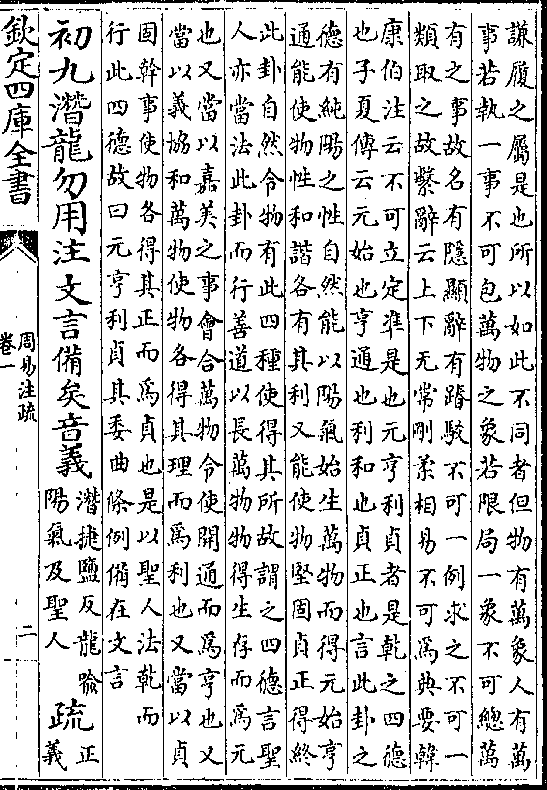 謙履之屬是也所以如此不同者但物有萬象人有萬
事若執一事不可包萬物之象若限局一象不可緫萬
有之事故名有隱顯辭有踳駮不可一例求之不可一
類取之故繫辭云上下无常剛柔相易不可為典要韓
康伯注云不可立定準是也元亨利貞者是乾之四德
也子夏傳云元始也亨通也利和也貞正也言此卦之
德有純陽之性自然能以陽氣始生萬物而得元始亨
通能使物性和諧各有其利又能使物堅固貞正得終
此卦自然令物有此四種使得其所故謂之四德言聖
人亦當法此卦而行善道以長萬物物得生存而為元
也又當以嘉美之事會合萬物令使開通而為亨也又
當以義協和萬物使物各得其理而為利也又當以貞
固幹事使物各得其正而為貞也是以聖人法乾而
行此四德故曰元亨利貞其委曲條例備在文言
初九潛龍勿用注文言備矣音義
潛捷鹽反龍喻
陽氣及聖人
疏
正
義
欽定四庫全書
周易注疏
卷一
二